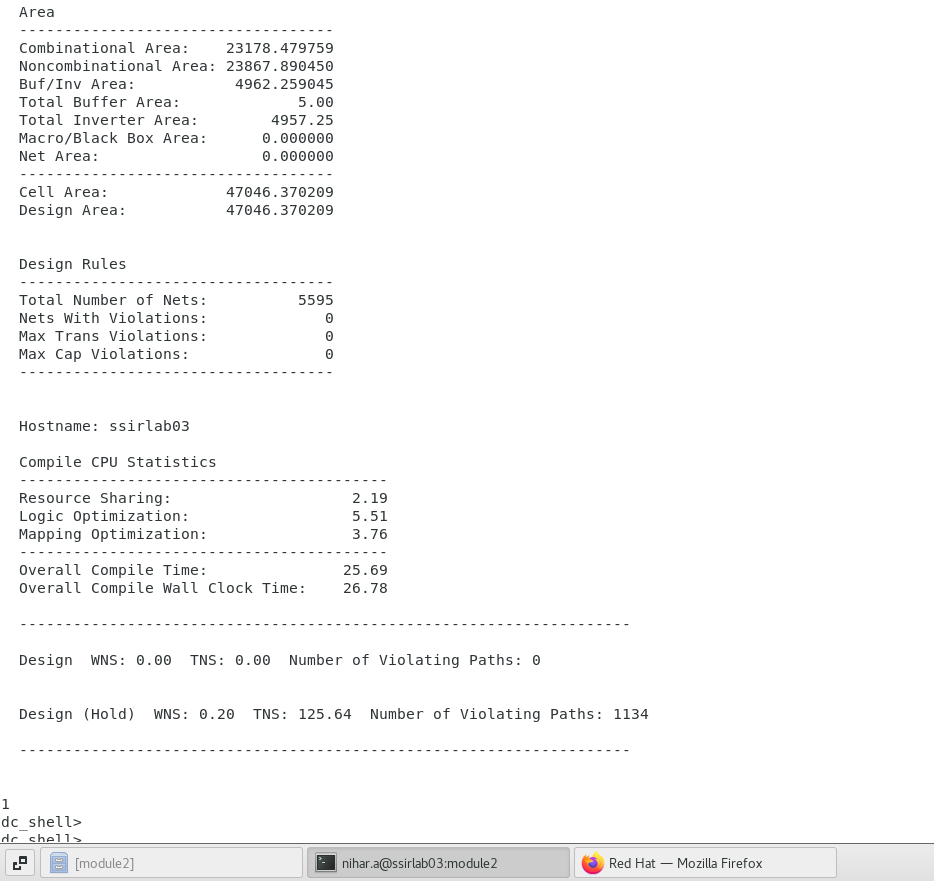 Area
-----------------------------------
Combinational Area:    23178.479759
Noncombinational Area: 23867.890450
Buf/Inv Area:           4962.259045
Total Buffer Area:             5.00
Total Inverter Area:        4957.25
Macro/Black Box Area:      0.000000
Net Area:                  0.000000
-----------------------------------
Cell Area:             47046.370209
Design Area:           47046.370209
Design Rules
-----------------------------------
Total Number of Nets:          5595
Nets With Violations:             0
Max Trans Violations:             0
Max Cap Violations:               0
-----------------------------------
Hostname: ssirlab03
Compile CPU Statistics
-----------------------------------------
Resource Sharing:                    2.19
Logic Optimization:                  5.51
Mapping Optimization:                3.76
-----------------------------------------
Overall Compile Time:               25.69
Overall Compile Wall Clock Time:    26.78
--------------------------------------------------------------------
Design  WNS: 0.00  TNS: 0.00  Number of Violating Paths: 0
Design (Hold)  WNS: 0.20  TNS: 125.64  Number of Violating Paths: 1134
--------------------------------------------------------------------
1
dc_shell>
dc_shell>
[module2]
nihar.a@ssirlab03:module2
Red Hat — Mozilla Firefox